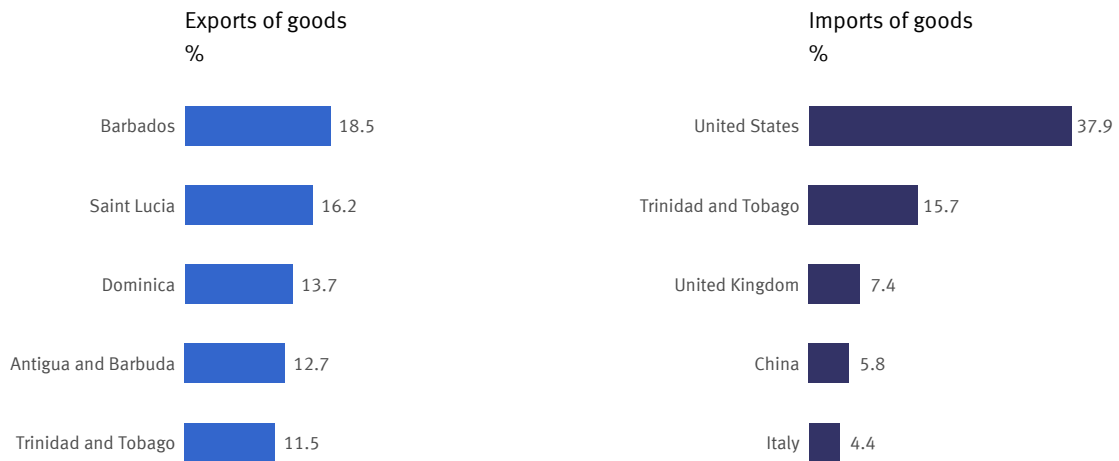 Exports of goods
%
Barbados 18.5
Saint Lucia 16.2
Dominica 13.7
Antigua and Barbuda 12.7
Trinidad and Tobago 11.5
Imports of goods
%
United States 37.9
Trinidad and Tobago 15.7
United Kingdom 7.4
China 5.8
Italy 4.4